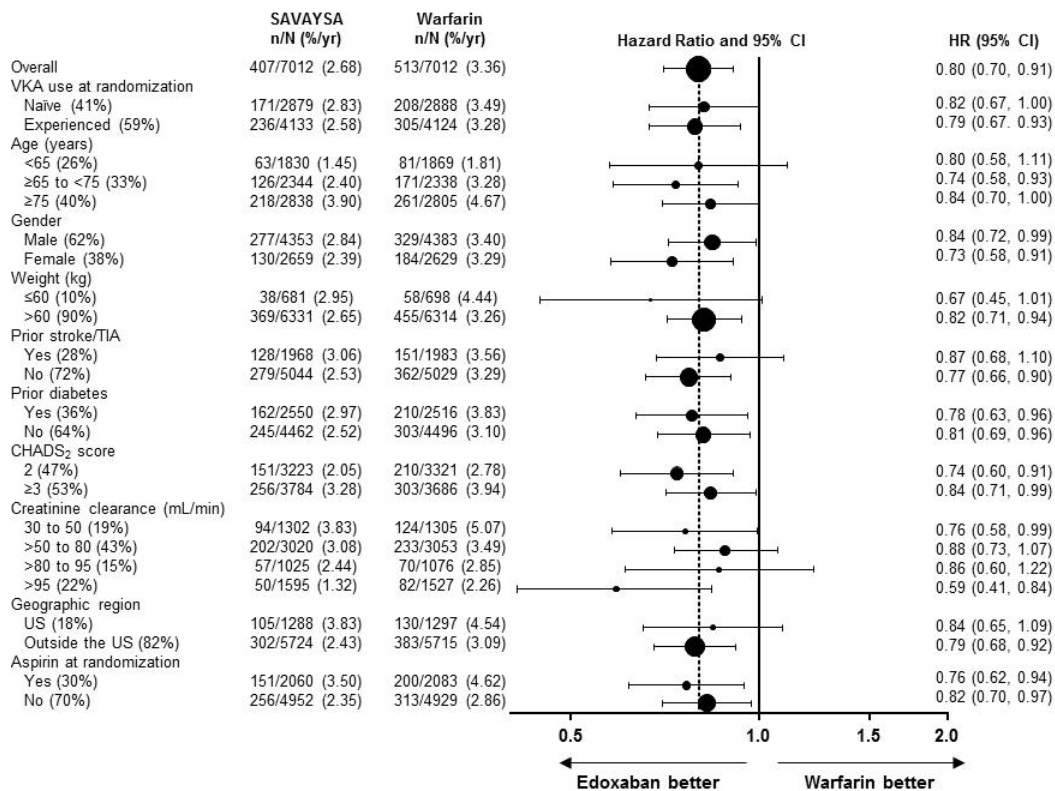 SAVAYSA Warfarin
n/N (%/yr) n/N (%/yr) Hazard Ratio and 95% CI HR (95% CI)
Overall 407/7012 (2.68) 513/7012 (3.36) 0.80 (0.70, 0.91)
VKA use at randomization
Naïve (41%) 171/2879 (2.83) 208/2888 (3.49) 0.82 (0.67, 1.00)
Experienced (59%) 236/4133 (2.58) 305/4124 (3.28) 0.79 (0.67. 0.93)
Age (years)
<65 (26%) 63/1830 (1.45) 81/1869 (1.81) 0.80 (0.58, 1.11)
≥65 to <75 (33%) 126/2344 (2.40) 171/2338 (3.28) 0.74 (0.58, 0.93)
≥75 (40%) 218/2838 (3.90) 261/2805 (4.67) 0.84 (0.70, 1.00)
Gender
Male (62%) 277/4353 (2.84) 329/4383 (3.40) 0.84 (0.72, 0.99)
Female (38%) 130/2659 (2.39) 184/2629 (3.29) 0.73 (0.58, 0.91)
Weight (kg)
≤60 (10%) 38/681 (2.95) 58/698 (4.44) 0.67 (0.45, 1.01)
>60 (90%) 369/6331 (2.65) 455/6314 (3.26) 0.82 (0.71, 0.94)
Prior stroke/TIA
Yes (28%) 128/1968 (3.06) 151/1983 (3.56) 0.87 (0.68, 1.10)
No (72%) 279/5044 (2.53) 362/5029 (3.29) 0.77 (0.66, 0.90)
Prior diabetes
Yes (36%) 162/2550 (2.97) 210/2516 (3.83) 0.78 (0.63, 0.96)
No (64%) 245/4462 (2.52) 303/4496 (3.10) 0.81 (0.69, 0.96)
CHADS₂ score
2 (47%) 151/3223 (2.05) 210/3321 (2.78) 0.74 (0.60, 0.91)
≥3 (53%) 256/3784 (3.28) 303/3686 (3.94) 0.84 (0.71, 0.99)
Creatinine clearance (mL/min)
30 to 50 (19%) 94/1302 (3.83) 124/1305 (5.07) 0.76 (0.58, 0.99)
>50 to 80 (43%) 202/3020 (3.08) 233/3053 (3.49) 0.88 (0.73, 1.07)
>80 to 95 (15%) 57/1025 (2.44) 70/1076 (2.85) 0.86 (0.60, 1.22)
>95 (22%) 50/1595 (1.32) 82/1527 (2.26) 0.59 (0.41, 0.84)
Geographic region
US (18%) 105/1288 (3.83) 130/1297 (4.54) 0.84 (0.65, 1.09)
Outside the US (82%) 302/5724 (2.43) 383/5715 (3.09) 0.79 (0.68, 0.92)
Aspirin at randomization
Yes (30%) 151/2060 (3.50) 200/2083 (4.62) 0.76 (0.62, 0.94)
No (70%) 256/4952 (2.35) 313/4929 (2.86) 0.82 (0.70, 0.97)
0.5 1.0 1.5 2.0
Edoxaban better Warfarin better